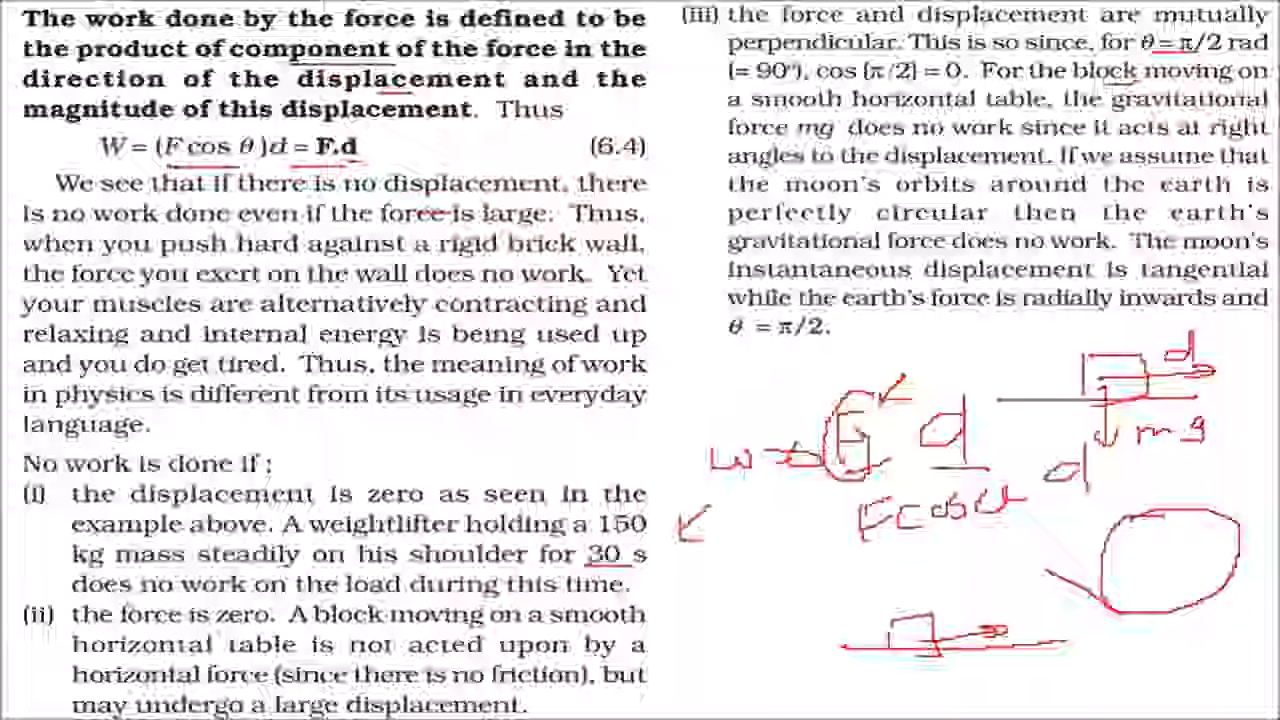 The work done by the force is defined to be
the product of component of the force in the
direction of the displacement and the
magnitude of this displacement. Thus
W = (F cos θ )d = F.d (6.4)
We see that if there is no displacement, there
is no work done even if the force is large. Thus,
when you push hard against a rigid brick wall,
the force you exert on the wall does no work. Yet
your muscles are alternatively contracting and
relaxing and internal energy is being used up
and you do get tired. Thus, the meaning of work
in physics is different from its usage in everyday
language.
No work is done if :
(i) the displacement is zero as seen in the
example above. A weightlifter holding a 150
kg mass steadily on his shoulder for 30 s
does no work on the load during this time.
(ii) the force is zero. A block moving on a smooth
horizontal table is not acted upon by a
horizontal force (since there is no friction), but
may undergo a large displacement.
(iii) the force and displacement are mutually
perpendicular. This is so since, for θ = π/2 rad
(= 90°), cos (π/2) = 0. For the block moving on
a smooth horizontal table, the gravitational
force mg does no work since it acts at right
angles to the displacement. If we assume that
the moon's orbits around the earth is
perfectly circular then the earth's
gravitational force does no work. The moon's
instantaneous displacement is tangential
while the earth's force is radially inwards and
θ = π/2.
d
mg
W = F d
d
F cos